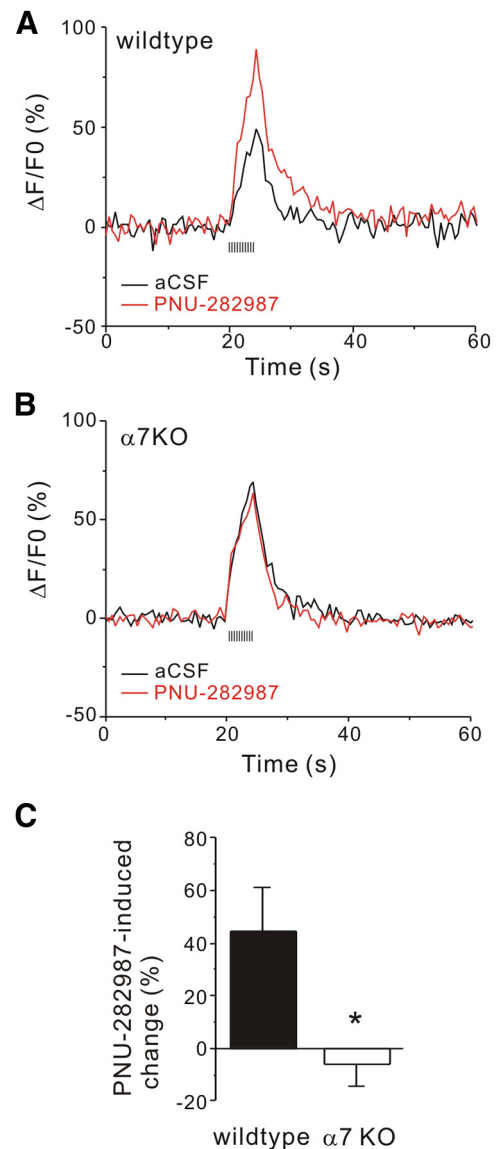 A
wildtype
100
50
0
-50
ΔF/F0 (%)
aCSF
PNU-282987
0 20 40 60
Time (s)
B
α7KO
100
50
0
-50
ΔF/F0 (%)
aCSF
PNU-282987
0 20 40 60
Time (s)
C
80
60
40
20
0
-20
PNU-282987-induced
change (%)
*
wildtype α7 KO